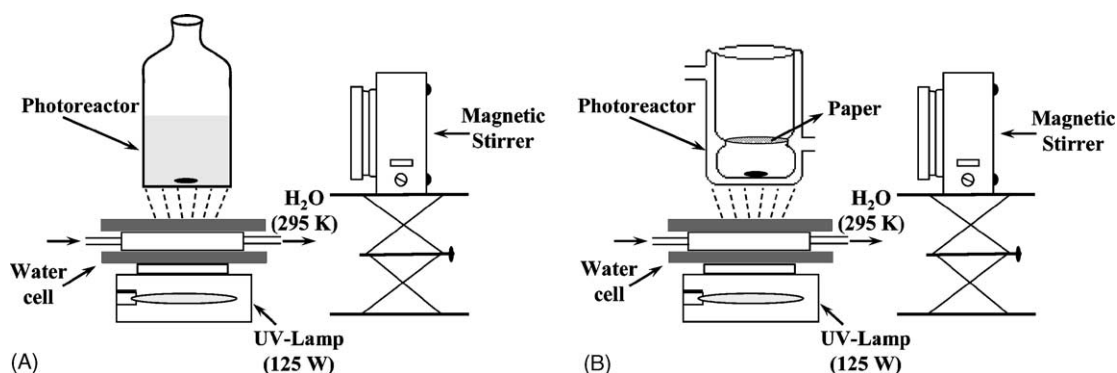 Photoreactor
Magnetic
Stirrer
H₂O
(295 K)
Water
cell
UV-Lamp
(125 W)
(A)
Photoreactor
Paper
Magnetic
Stirrer
H₂O
(295 K)
Water
cell
UV-Lamp
(125 W)
(B)